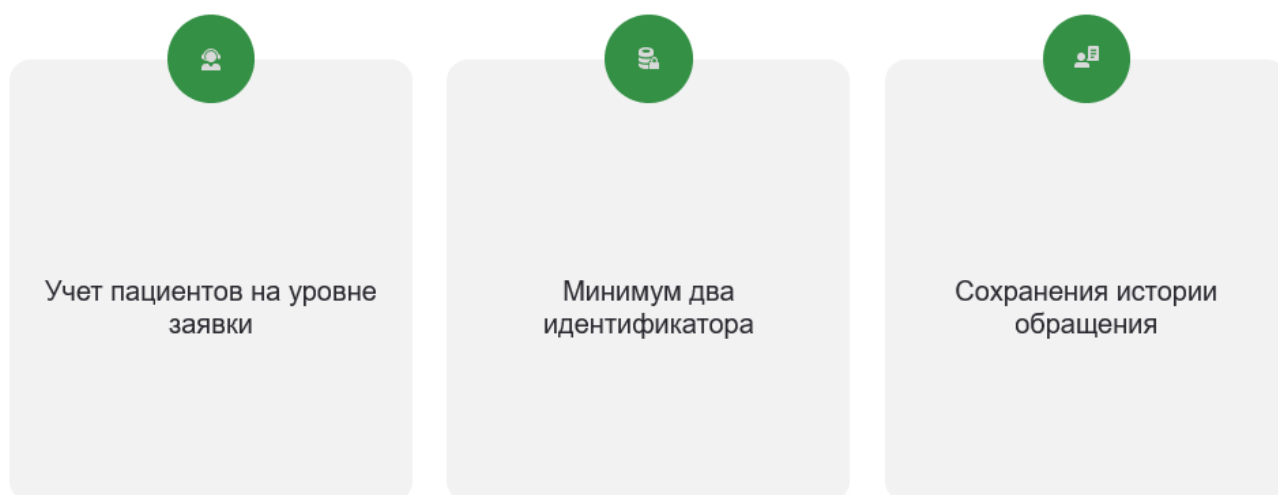 Учет пациентов на уровне
заявки
Минимум два
идентификатора
Сохранения истории
обращения